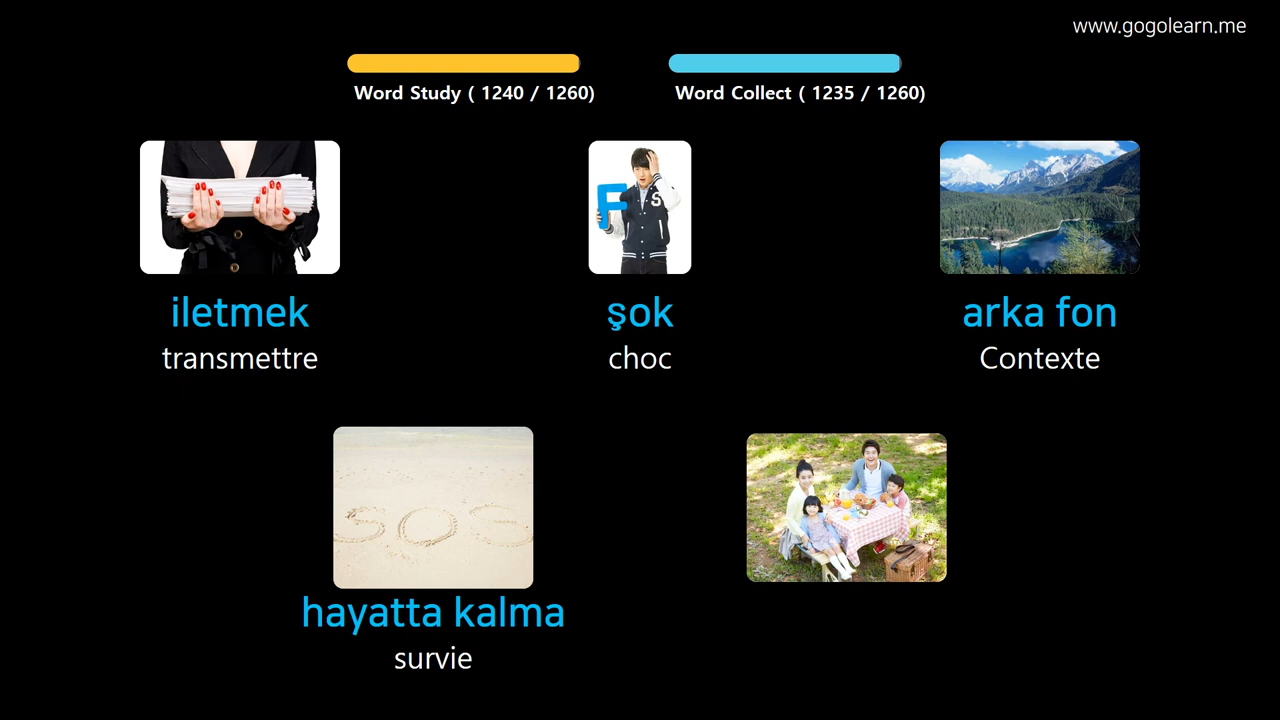 www.gogolearn.me
Word Study ( 1240 / 1260)
Word Collect ( 1235 / 1260)
F
S
iletmek
transmettre
şok
choc
arka fon
Contexte
SOS
hayatta kalma
survie